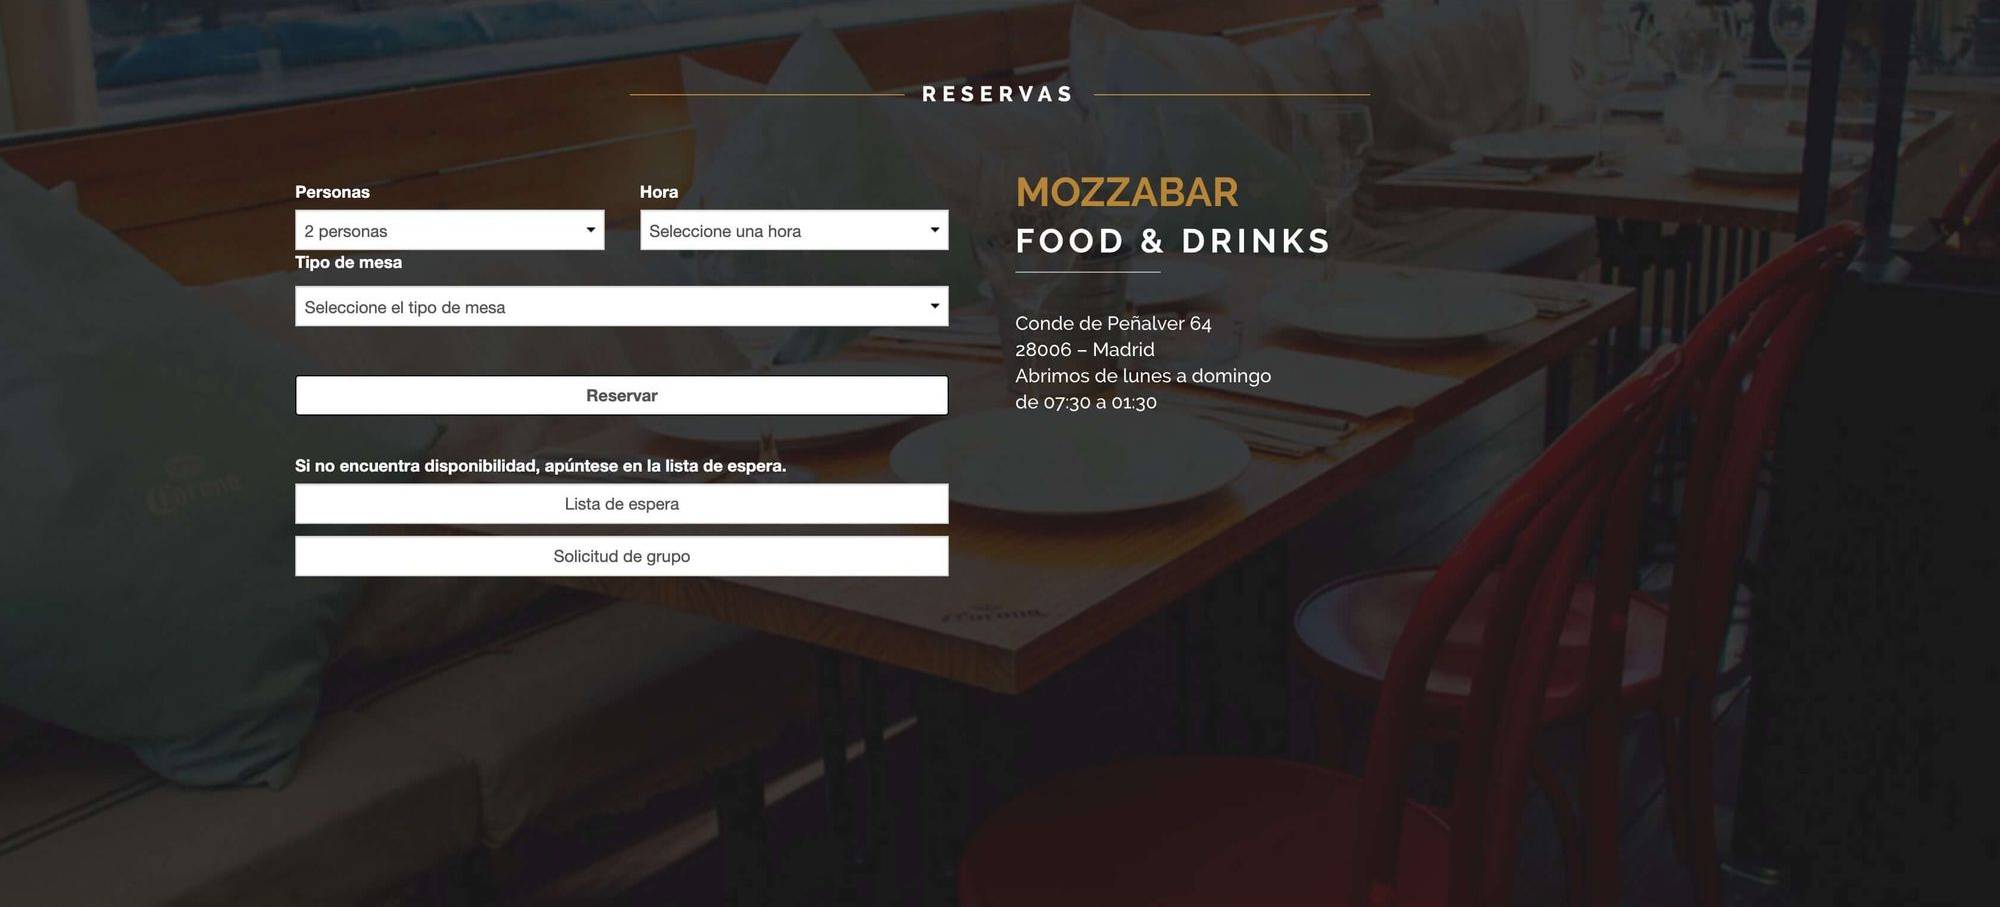 RESERVAS
Personas
Hora
2 personas
Seleccione una hora
Tipo de mesa
Seleccione el tipo de mesa
Reservar
Si no encuentra disponibilidad, apúntese en la lista de espera.
Lista de espera
Solicitud de grupo
MOZZABAR
FOOD & DRINKS
Conde de Peñalver 64
28006 – Madrid
Abrimos de lunes a domingo
de 07:30 a 01:30
Corona
Corona